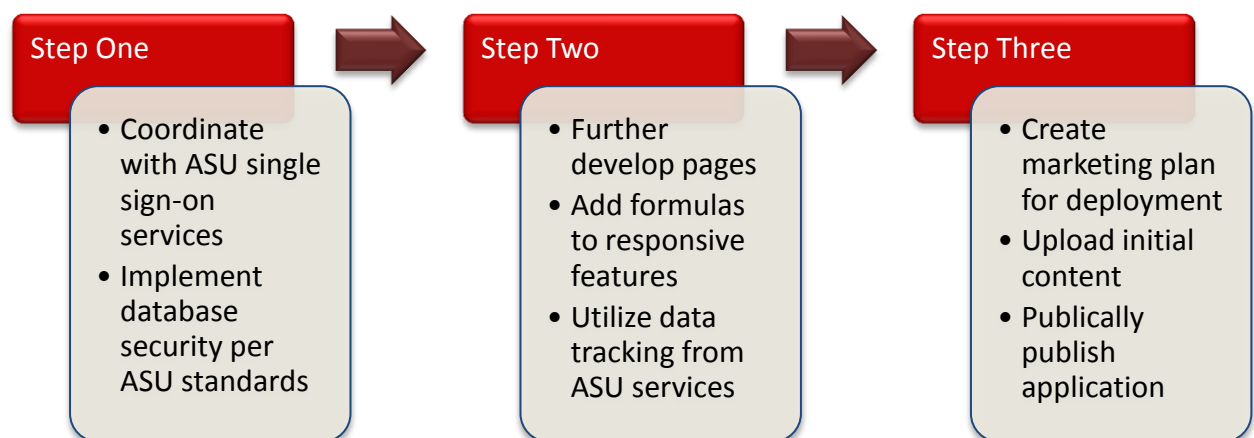 Step One
• Coordinate
with ASU single
sign-on
services
• Implement
database
security per
ASU standards
Step Two
• Further
develop pages
• Add formulas
to responsive
features
• Utilize data
tracking from
ASU services
Step Three
• Create
marketing plan
for deployment
• Upload initial
content
• Publically
publish
application